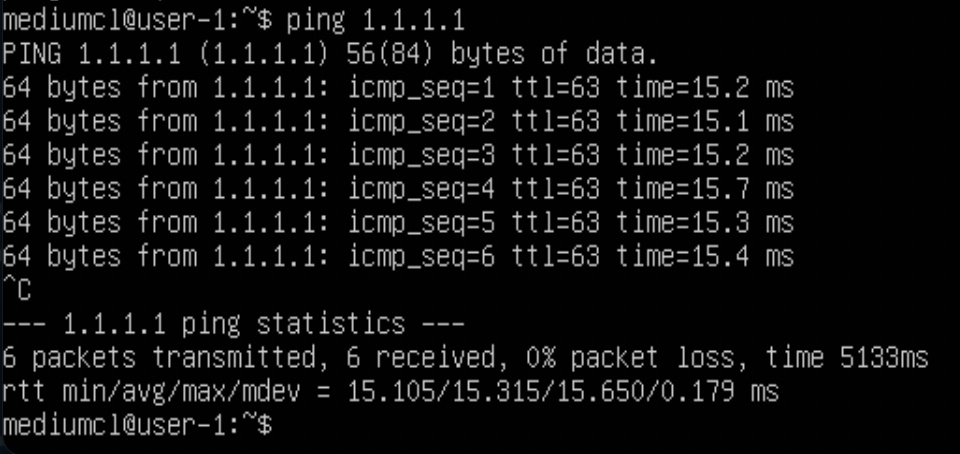 mediumcl@user-1:~$ ping 1.1.1.1
PING 1.1.1.1 (1.1.1.1) 56(84) bytes of data.
64 bytes from 1.1.1.1: icmp_seq=1 ttl=63 time=15.2 ms
64 bytes from 1.1.1.1: icmp_seq=2 ttl=63 time=15.1 ms
64 bytes from 1.1.1.1: icmp_seq=3 ttl=63 time=15.2 ms
64 bytes from 1.1.1.1: icmp_seq=4 ttl=63 time=15.7 ms
64 bytes from 1.1.1.1: icmp_seq=5 ttl=63 time=15.3 ms
64 bytes from 1.1.1.1: icmp_seq=6 ttl=63 time=15.4 ms
^C
--- 1.1.1.1 ping statistics ---
6 packets transmitted, 6 received, 0% packet loss, time 5133ms
rtt min/avg/max/mdev = 15.105/15.315/15.650/0.179 ms
mediumcl@user-1:~$